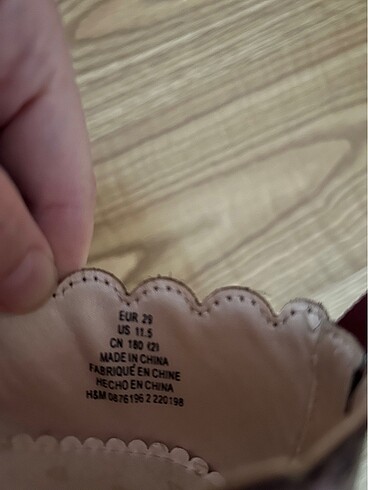 EUR 29
US 11.5
CN 180 (2)
MADE IN CHINA
FABRIQUÉ EN CHINE
HECHO EN CHINA
H&M 0876196 2 220198